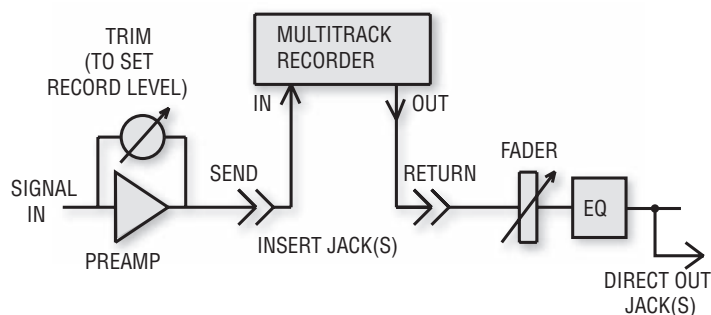 TRIM
(TO SET
RECORD LEVEL)
MULTITRACK
RECORDER
IN
OUT
SIGNAL
IN
PREAMP
SEND
INSERT JACK(S)
RETURN
FADER
EQ
DIRECT OUT
JACK(S)